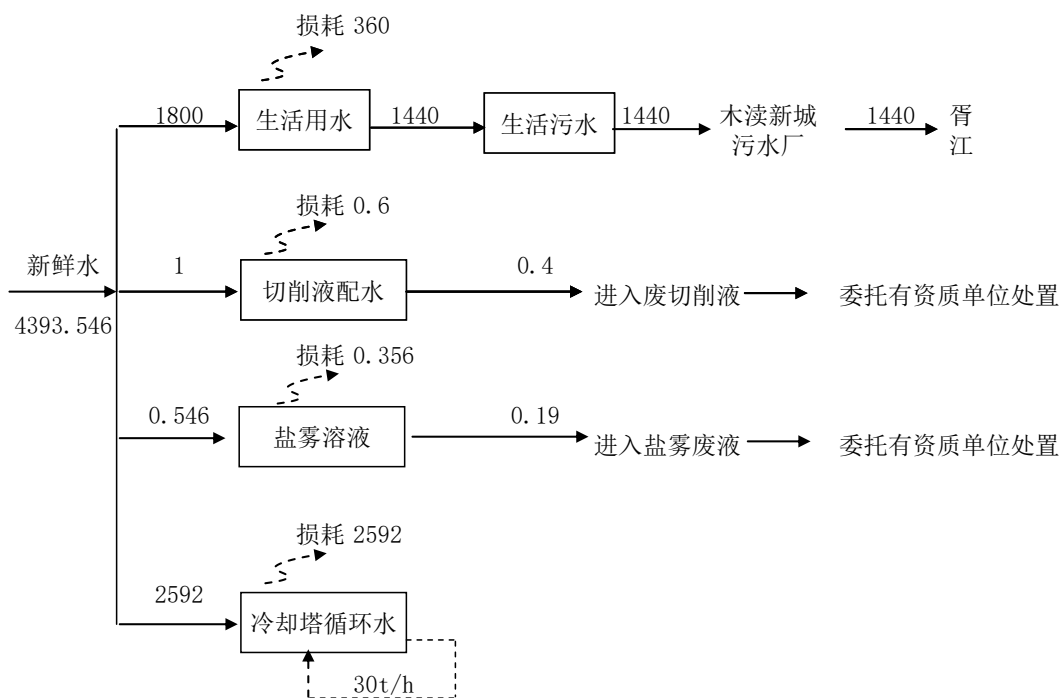 损耗 360
1800
生活用水
1440
生活污水
1440
木渎新城
污水厂
1440
胥
江
损耗 0.6
新鲜水
4393.546
1
切削液配水
0.4
进入废切削液
委托有资质单位处置
损耗 0.356
0.546
盐雾溶液
0.19
进入盐雾废液
委托有资质单位处置
损耗 2592
2592
冷却塔循环水
30t/h